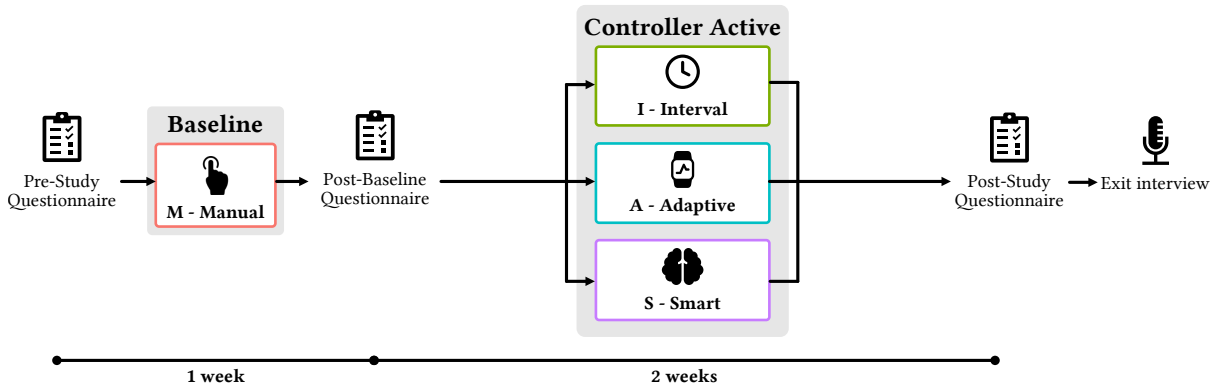 Pre-Study
Questionnaire
Baseline
M - Manual
Post-Baseline
Questionnaire
Controller Active
I - Interval
A - Adaptive
S - Smart
Post-Study
Questionnaire
Exit interview
1 week
2 weeks